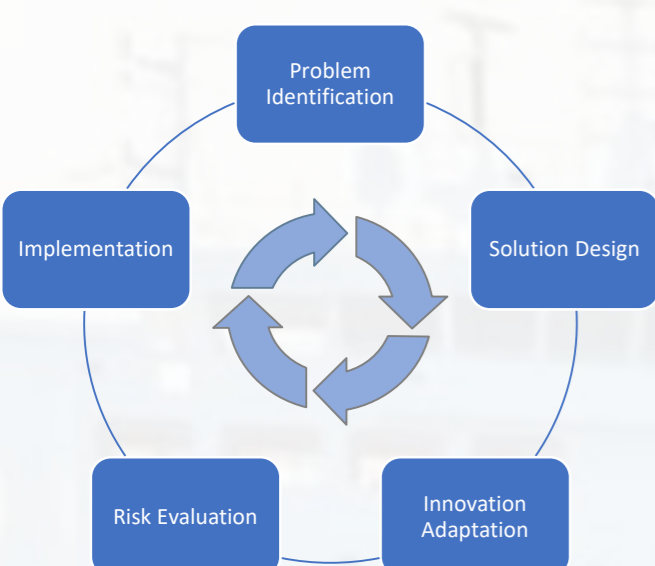 Problem
Identification
Solution Design
Innovation
Adaptation
Risk Evaluation
Implementation